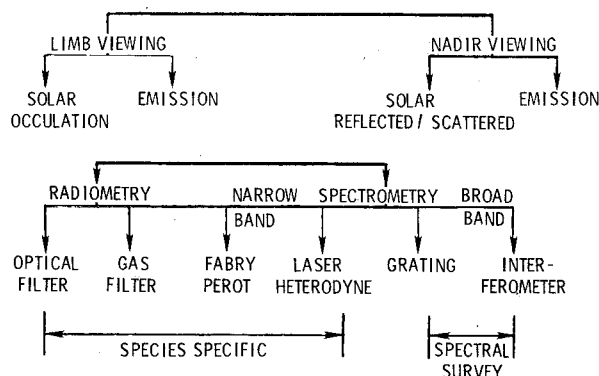 LIMB VIEWING NADIR VIEWING
SOLAR OCCULATION EMISSION SOLAR REFLECTED / SCATTERED EMISSION
RADIOMETRY NARROW BAND SPECTROMETRY BROAD BAND
OPTICAL FILTER GAS FILTER FABRY PEROT LASER HETERODYNE GRATING INTER-FEROMETER
SPECIES SPECIFIC SPECTRAL SURVEY